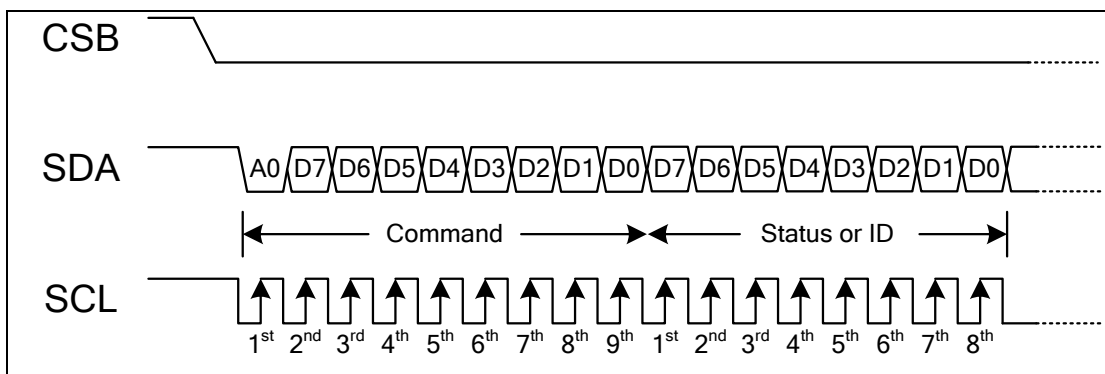 CSB
SDA A0 D7 D6 D5 D4 D3 D2 D1 D0 D7 D6 D5 D4 D3 D2 D1 D0
Command Status or ID
SCL
1st 2nd 3rd 4th 5th 6th 7th 8th 9th 1st 2nd 3rd 4th 5th 6th 7th 8th